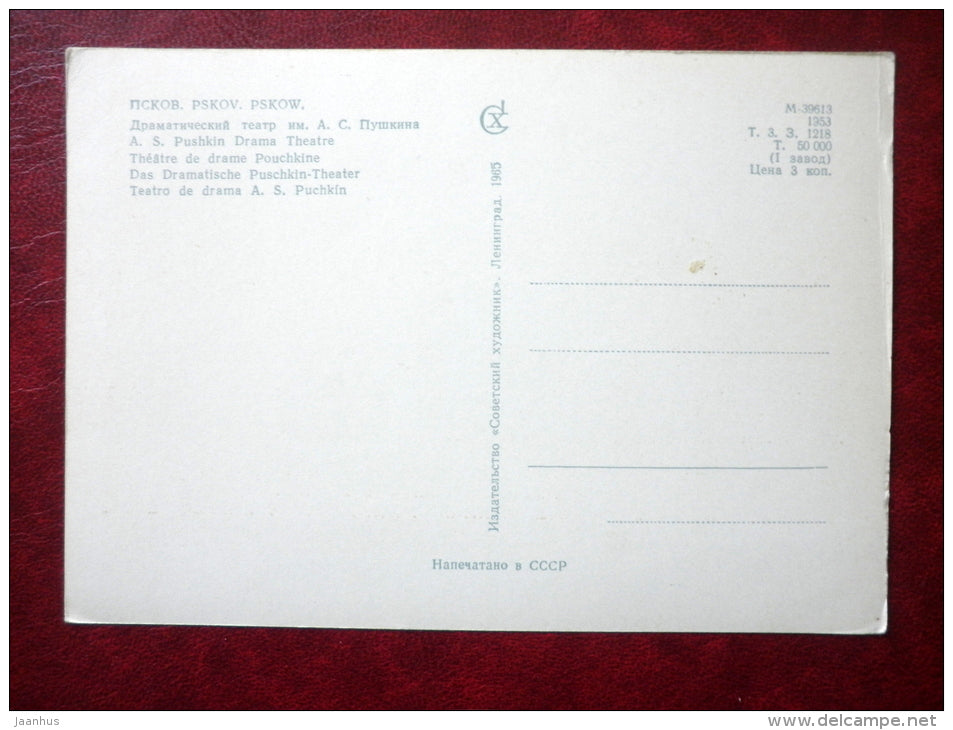 ПСКОВ. PSKOV. PSKOW.
Драматический театр им. А. С. Пушкина
A. S. Pushkin Drama Theatre
Théâtre de drame Pouchkine
Das Dramatische Puschkin-Theater
Teatro de drama A. S. Puchkín
М-39613
1953
Т. З. З. 1218
Т. 50 000
(I завод)
Цена 3 коп.
Издательство «Советский художник». Ленинград. 1965
Напечатано в СССР
jaanhus
www.delcampe.net